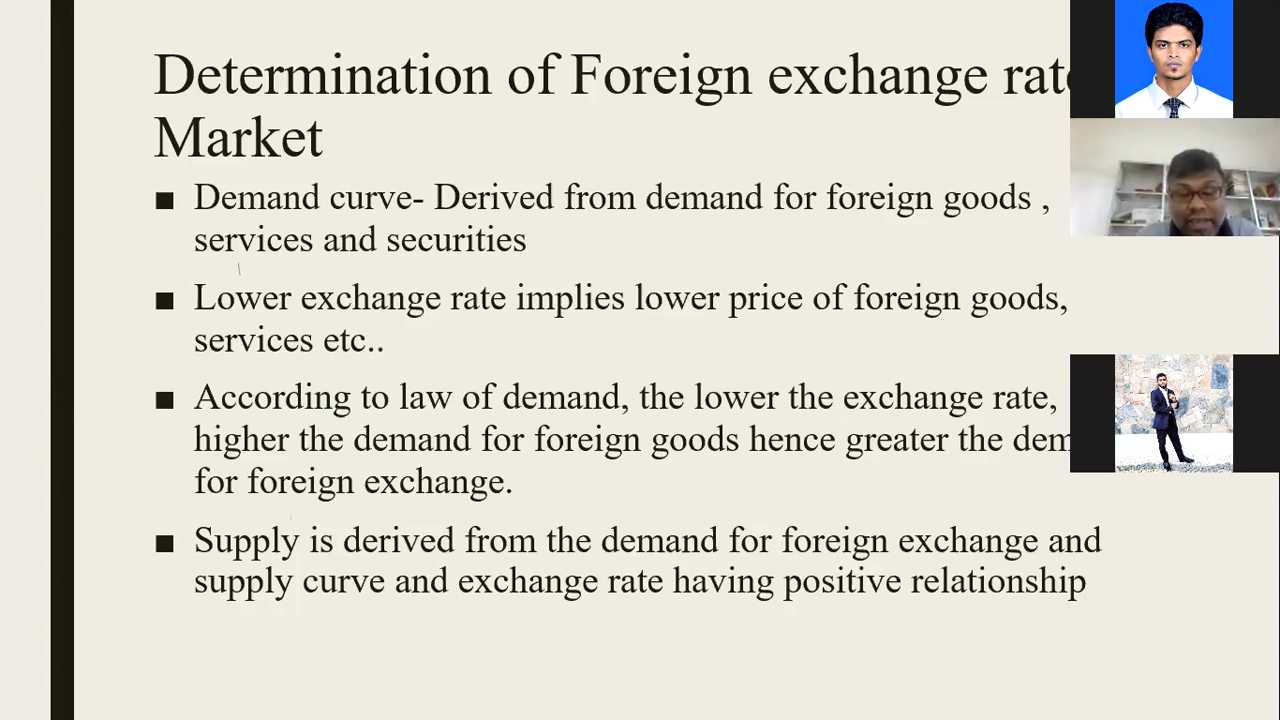 Determination of Foreign exchange rate
Market
■ Demand curve- Derived from demand for foreign goods ,
services and securities
■ Lower exchange rate implies lower price of foreign goods,
services etc..
■ According to law of demand, the lower the exchange rate,
higher the demand for foreign goods hence greater the dem
for foreign exchange.
■ Supply is derived from the demand for foreign exchange and
supply curve and exchange rate having positive relationship